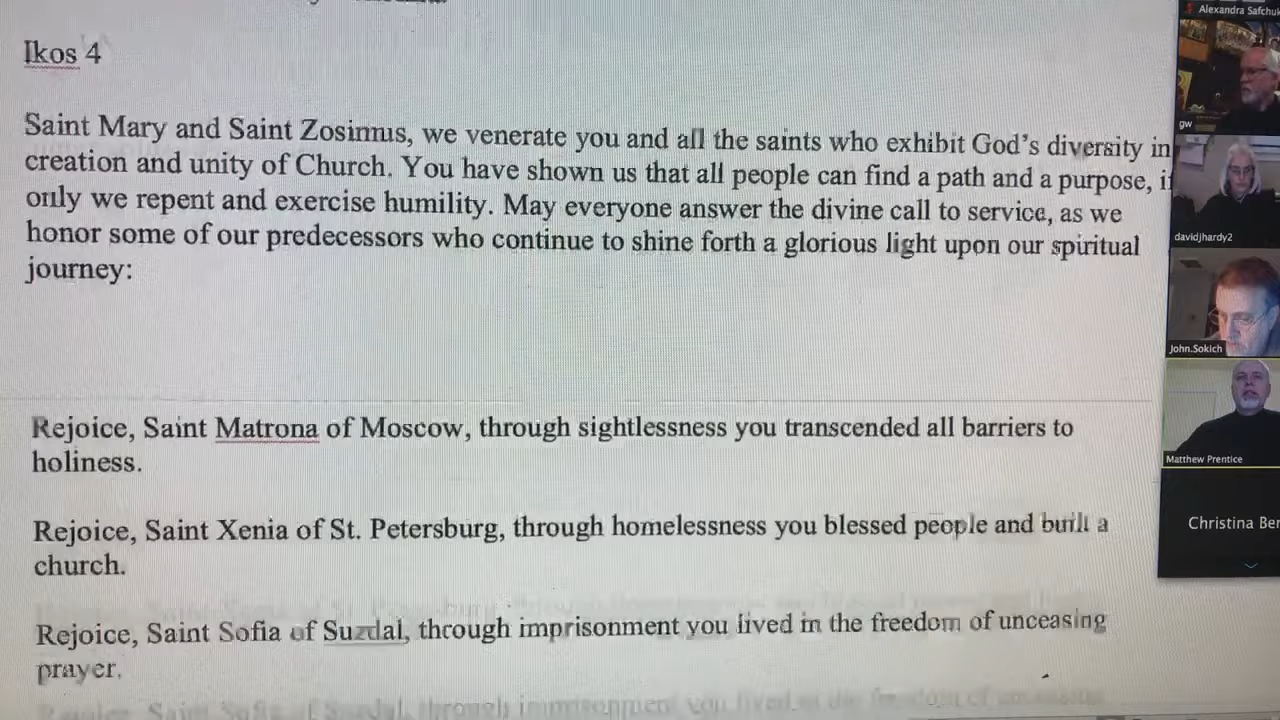 Ikos 4
Saint Mary and Saint Zosimus, we venerate you and all the saints who exhibit God's diversity in
creation and unity of Church. You have shown us that all people can find a path and a purpose, if
only we repent and exercise humility. May everyone answer the divine call to service, as we
honor some of our predecessors who continue to shine forth a glorious light upon our spiritual
journey:
Rejoice, Saint Matrona of Moscow, through sightlessness you transcended all barriers to
holiness.
Rejoice, Saint Xenia of St. Petersburg, through homelessness you blessed people and built a
church.
Rejoice, Saint Sofia of Suzdal, through imprisonment you lived in the freedom of unceasing
prayer.
Alexandra Safchuk
gw
davidjhardy2
John.Sokich
Matthew Prentice
Christina Ber